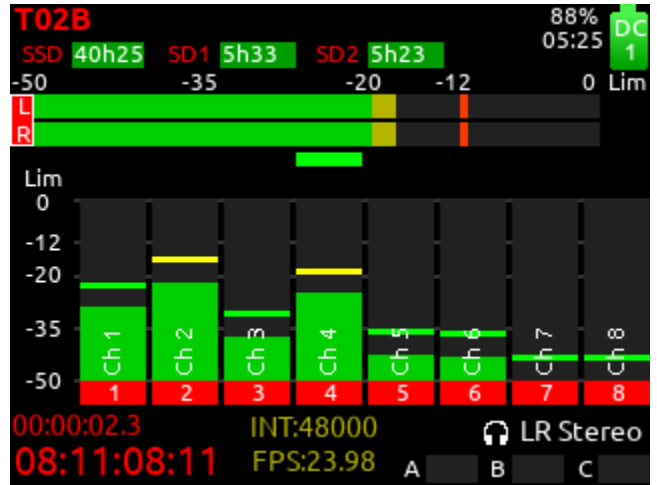 T02B 88% DC
SSD 40h25 SD1 5h33 SD2 5h23 05:25 1
-50 -35 -20 -12 0 Lim
L
R
Lim
0
-12
-20
-35
-50
Ch 1 Ch 2 Ch 3 Ch 4 Ch 5 Ch 6 Ch 7 Ch 8
1 2 3 4 5 6 7 8
00:00:02.3 INT:48000 LR Stereo
08:11:08:11 FPS:23.98 A B C